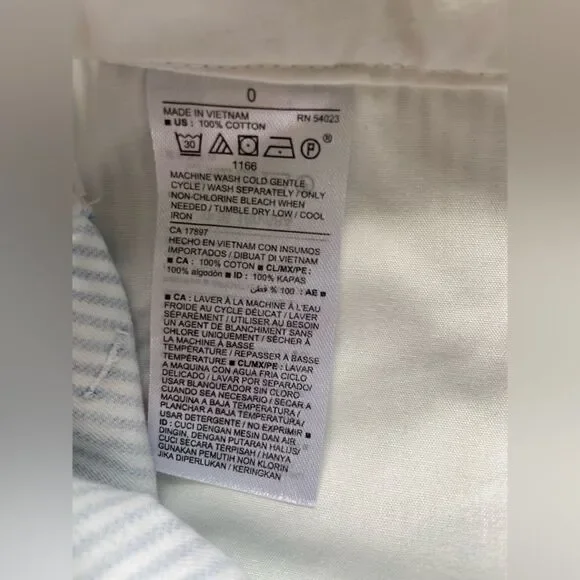 0
MADE IN VIETNAM RN 54023
■ US : 100% COTTON
30 P ®
1166
MACHINE WASH COLD GENTLE
CYCLE / WASH SEPARATELY / ONLY
NON-CHLORINE BLEACH WHEN
NEEDED / TUMBLE DRY LOW / COOL
IRON
CA 17897
HECHO EN VIETNAM CON INSUMOS
IMPORTADOS / DIBUAT DI VIETNAM
■ CA : 100% COTON ■ CL/MX/PE :
100% algodón ■ ID : 100% KAPAS
قطن % 100 : AE ■
■ CA : LAVER À LA MACHINE À L'EAU
FROIDE AU CYCLE DÉLICAT / LAVER
SÉPARÉMENT / UTILISER AU BESOIN
UN AGENT DE BLANCHIMENT SANS
CHLORE UNIQUEMENT / SÉCHER À
LA MACHINE À BASSE
TEMPÉRATURE / REPASSER À BASSE
TEMPÉRATURE ■ CL/MX/PE : LAVAR
A MAQUINA CON AGUA FRIA CICLO
DELICADO / LAVAR POR SEPARADO/
USAR BLANQUEADOR SIN CLORO
CUANDO SEA NECESARIO / SECAR A
MAQUINA A BAJA TEMPERATURA /
PLANCHAR A BAJA TEMPERATURA/
USAR DETERGENTE / NO EXPRIMIR ■
ID : CUCI DENGAN MESIN DAN AIR
DINGIN, DENGAN PUTARAN HALUS/
CUCI SECARA TERPISAH / HANYA
GUNAKAN PEMUTIH NON KLORIN
JIKA DIPERLUKAN / KERINGKAN